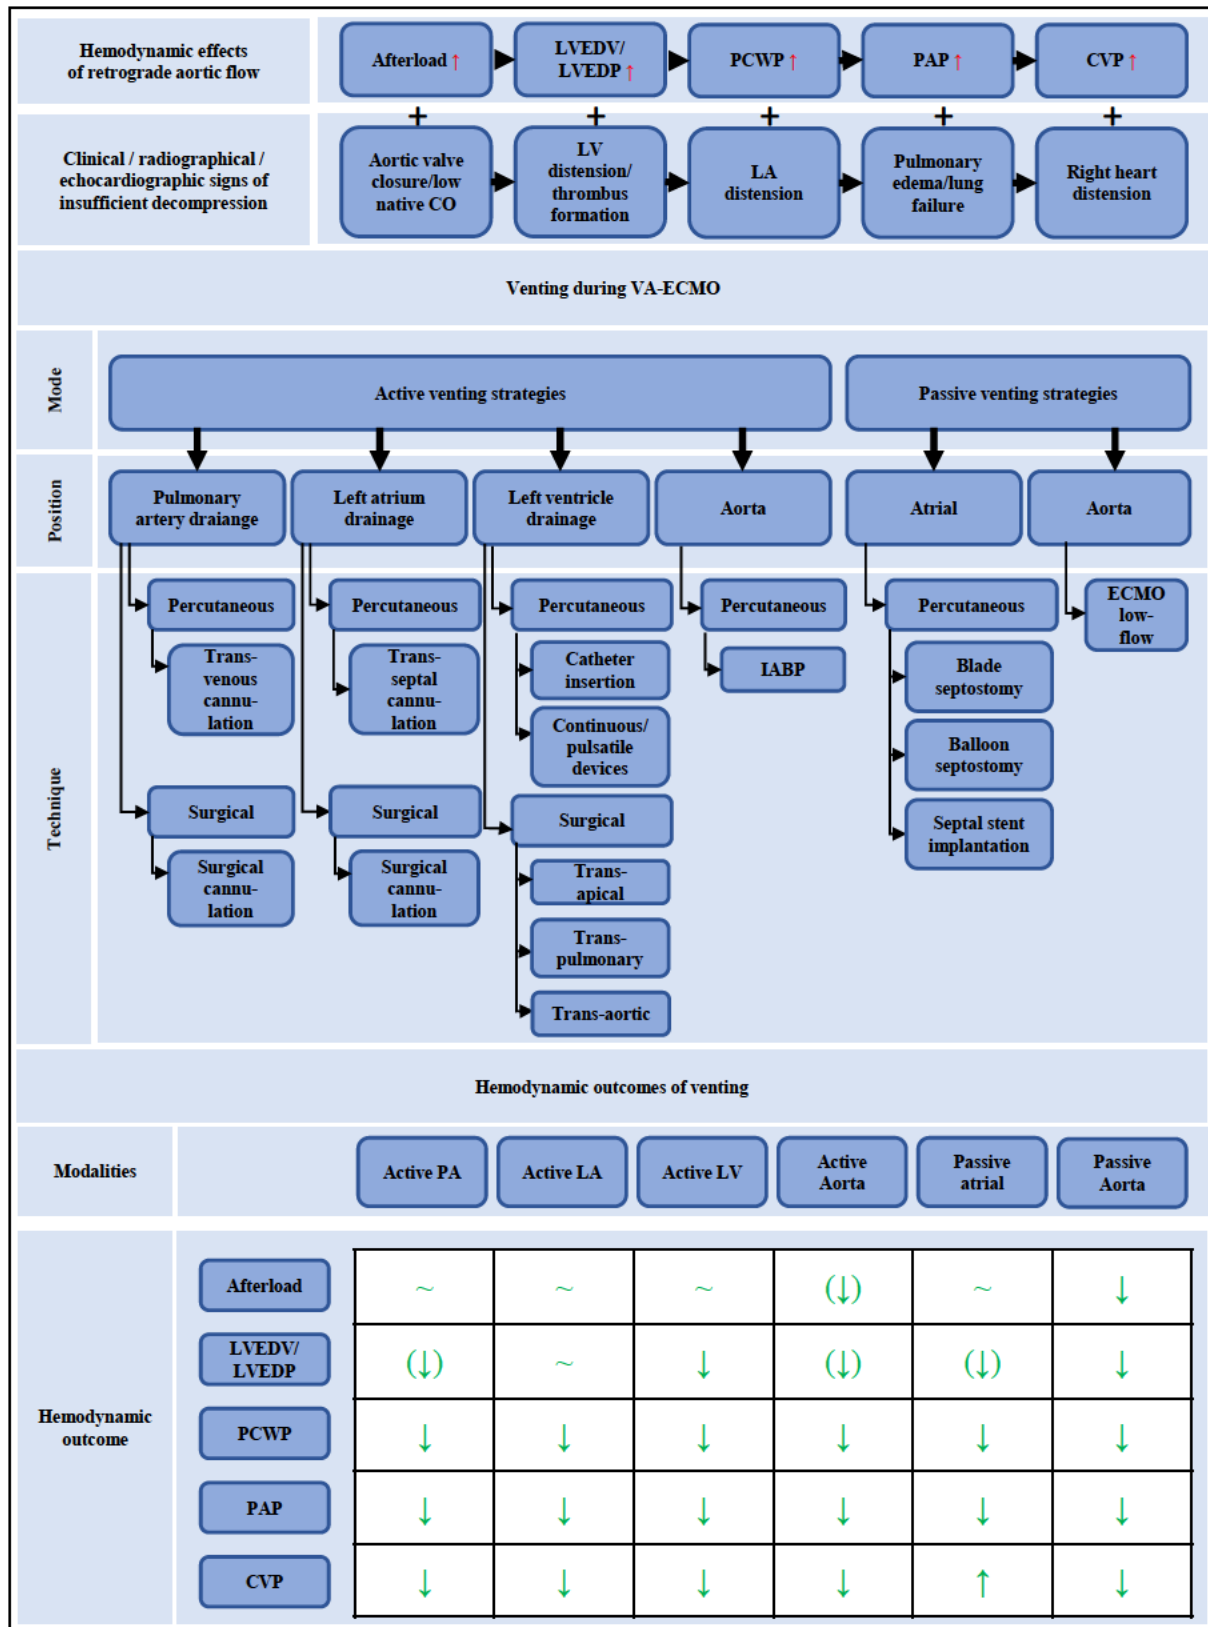 Hemodynamic effects
of retrograde aortic flow
Afterload ↑
LVEDV/
LVEDP ↑
PCWP ↑
PAP ↑
CVP ↑
+ + + + +
Clinical / radiographical /
echocardiographic signs of
insufficient decompression
Aortic valve
closure/low
native CO
LV
distension/
thrombus
formation
LA
distension
Pulmonary
edema/lung
failure
Right heart
distension
Venting during VA-ECMO
Mode
Active venting strategies
Passive venting strategies
Position
Pulmonary
artery draiange
Left atrium
drainage
Left ventricle
drainage
Aorta
Atrial
Aorta
Technique
Percutaneous
Trans-
venous
cannu-
lation
Surgical
Surgical
cannu-
lation
Percutaneous
Trans-
septal
cannu-
lation
Surgical
Surgical
cannu-
lation
Percutaneous
Catheter
insertion
Continuous/
pulsatile
devices
Surgical
Trans-
apical
Trans-
pulmonary
Trans-aortic
Percutaneous
IABP
Percutaneous
Blade
septostomy
Balloon
septostomy
Septal stent
implantation
ECMO
low-
flow
Hemodynamic outcomes of venting
Modalities
Active PA
Active LA
Active LV
Active
Aorta
Passive
atrial
Passive
Aorta
Hemodynamic
outcome
Afterload
~ ~ ~ (↓) ~ ↓
LVEDV/
LVEDP
(↓) ~ ↓ (↓) (↓) ↓
PCWP
↓ ↓ ↓ ↓ ↓ ↓
PAP
↓ ↓ ↓ ↓ ↓ ↓
CVP
↓ ↓ ↓ ↓ ↑ ↓